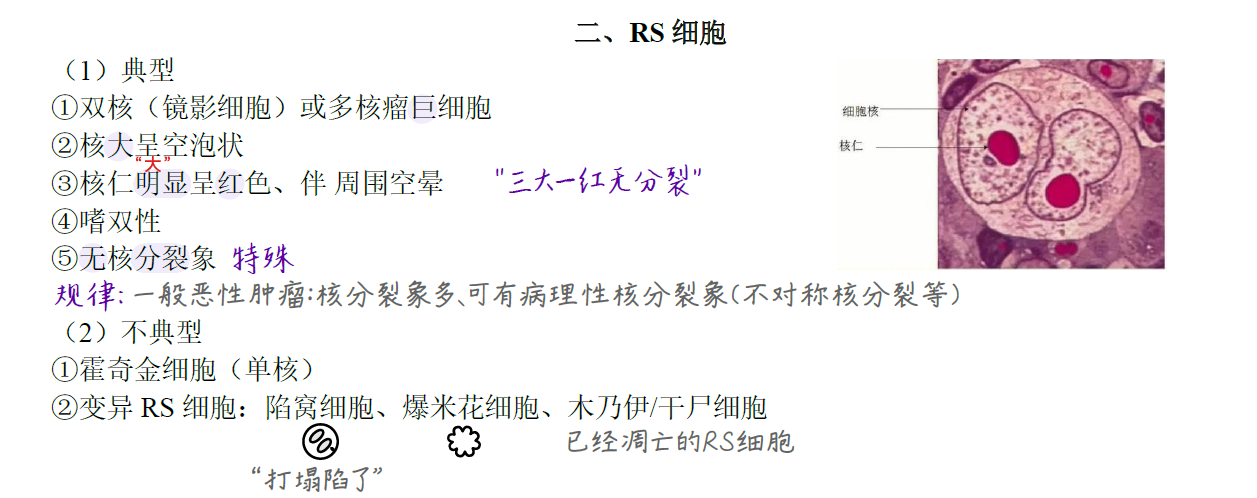 二、RS 细胞
（1）典型
①双核（镜影细胞）或多核瘤巨细胞
②核大呈空泡状
“大”
③核仁明显呈红色、伴 周围空晕 "三大一红无分裂"
④嗜双性
⑤无核分裂象 特殊
规律: 一般恶性肿瘤:核分裂象多、可有病理性核分裂象(不对称核分裂等)
（2）不典型
①霍奇金细胞（单核）
②变异 RS 细胞：陷窝细胞、爆米花细胞、木乃伊/干尸细胞
已经凋亡的RS细胞
“打塌陷了”
细胞核
核仁